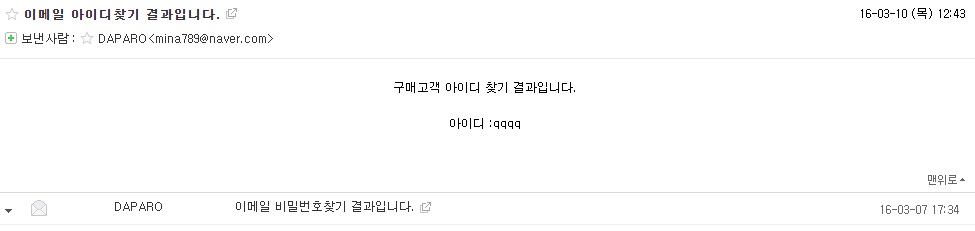 이메일 아이디찾기 결과입니다. 16-03-10 (목) 12:43
보낸사람 : DAPARO<mina789@naver.com>
구매고객 아이디 찾기 결과입니다.
아이디 :qqqq
맨위로
DAPARO 이메일 비밀번호찾기 결과입니다. 16-03-07 17:34